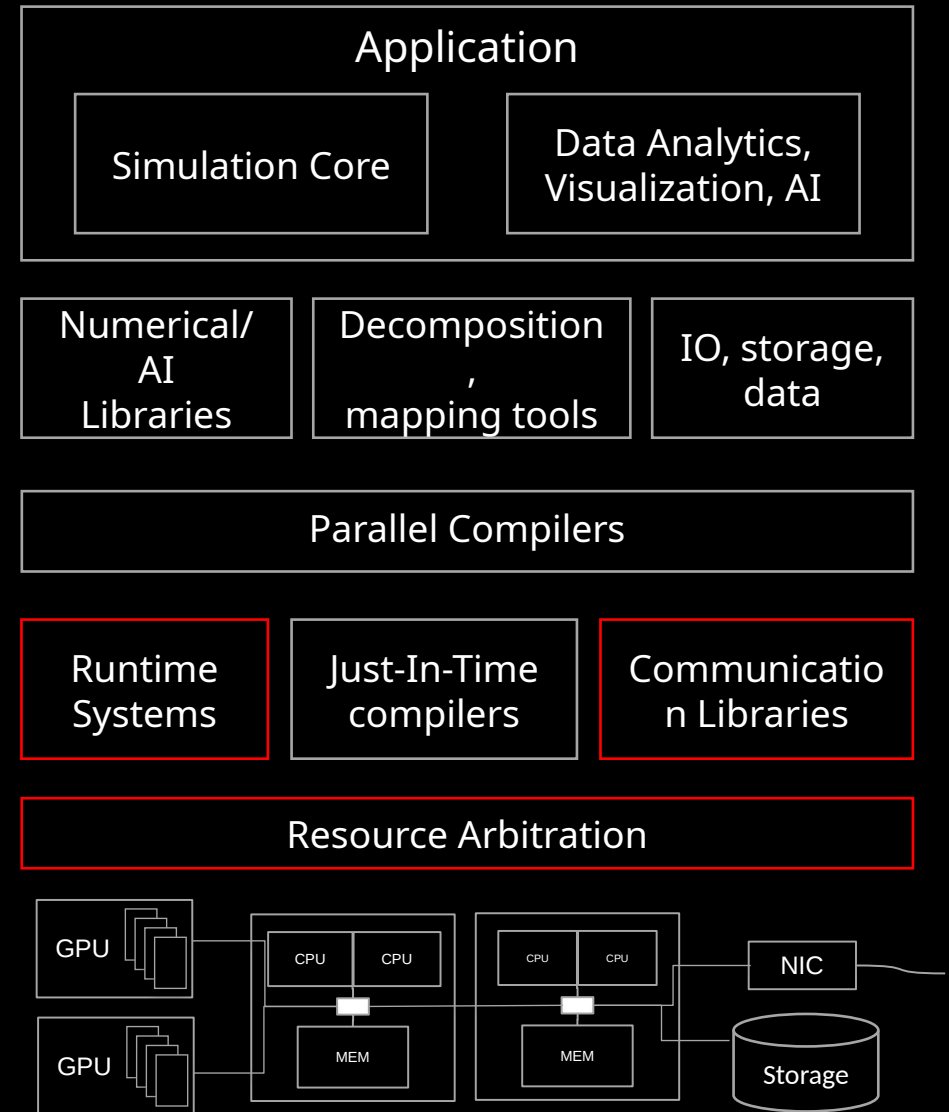 Application
Simulation Core
Data Analytics,
Visualization, AI
Numerical/
AI
Libraries
Decomposition
,
mapping tools
IO, storage,
data
Parallel Compilers
Runtime
Systems
Just-In-Time
compilers
Communicatio
n Libraries
Resource Arbitration
GPU
CPU
CPU
CPU
CPU
NIC
MEM
MEM
GPU
Storage